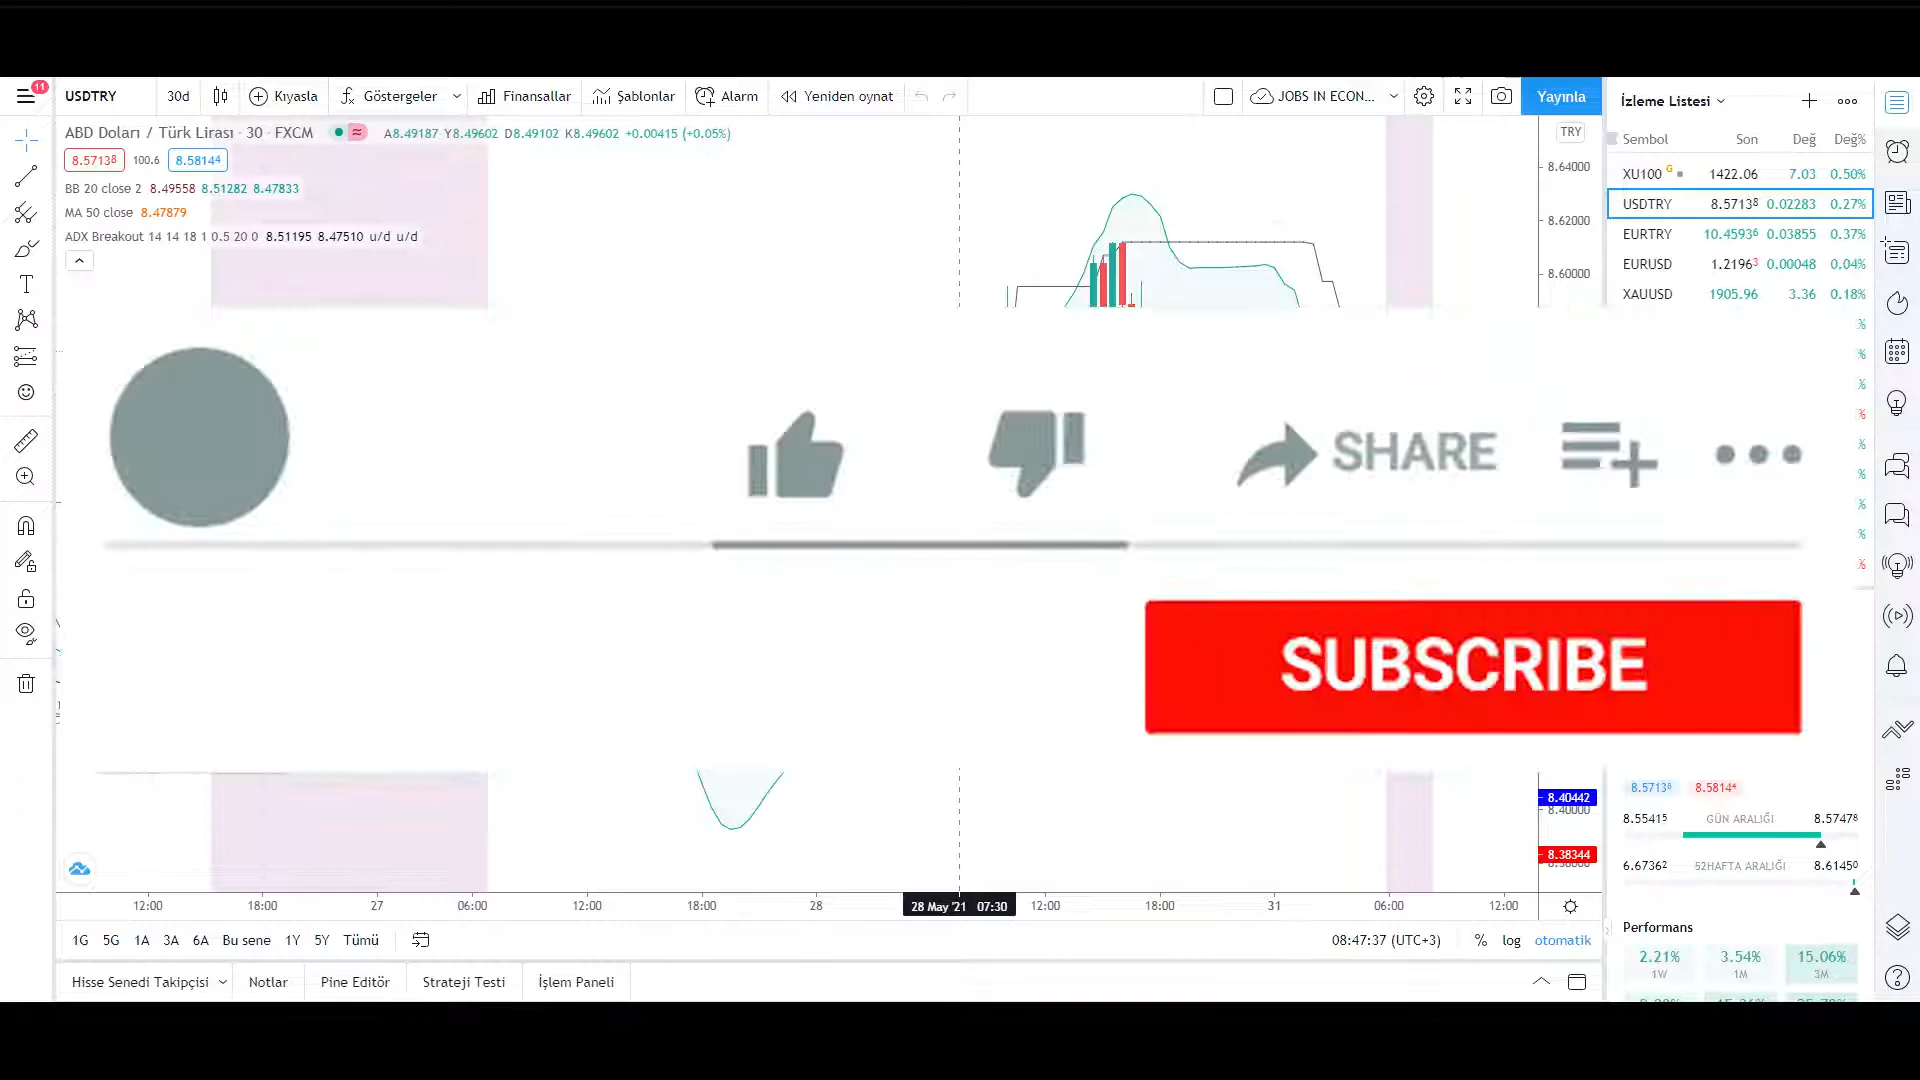 11
USDTRY 30d Kıyasla Göstergeler Finansallar Şablonlar Alarm Yeniden oynat JOBS IN ECON... Yayınla
ABD Doları / Türk Lirası · 30 · FXCM A8.49187 Y8.49602 D8.49102 K8.49602 +0.00415 (+0.05%)
8.57138 100.6 8.58144
BB 20 close 2 8.49558 8.51282 8.47833
MA 50 close 8.47879
ADX Breakout 14 14 18 1 0.5 20 0 8.51195 8.47510 u/d u/d
TRY
8.64000
8.62000
8.60000
İzleme Listesi
Sembol Son Değ Değ%
XU100 G 1422.06 7.03 0.50%
USDTRY 8.57138 0.02283 0.27%
EURTRY 10.45936 0.03855 0.37%
EURUSD 1.21963 0.00048 0.04%
XAUUSD 1905.96 3.36 0.18%
%
%
%
%
%
%
%
%
%
SHARE
SUBSCRIBE
8.40442
8.40000
8.38344
8.57138 8.58144
8.55415 GÜN ARALIĞI 8.57478
6.67362 52HAFTA ARALIĞI 8.61450
Performans
2.21% 3.54% 15.06%
1W 1M 3M
12:00 18:00 27 06:00 12:00 18:00 28 28 May '21 07:30 12:00 18:00 31 06:00 12:00
1G 5G 1A 3A 6A Bu sene 1Y 5Y Tümü 08:47:37 (UTC+3) % log otomatik
Hisse Senedi Takipçisi Notlar Pine Editör Strateji Testi İşlem Paneli